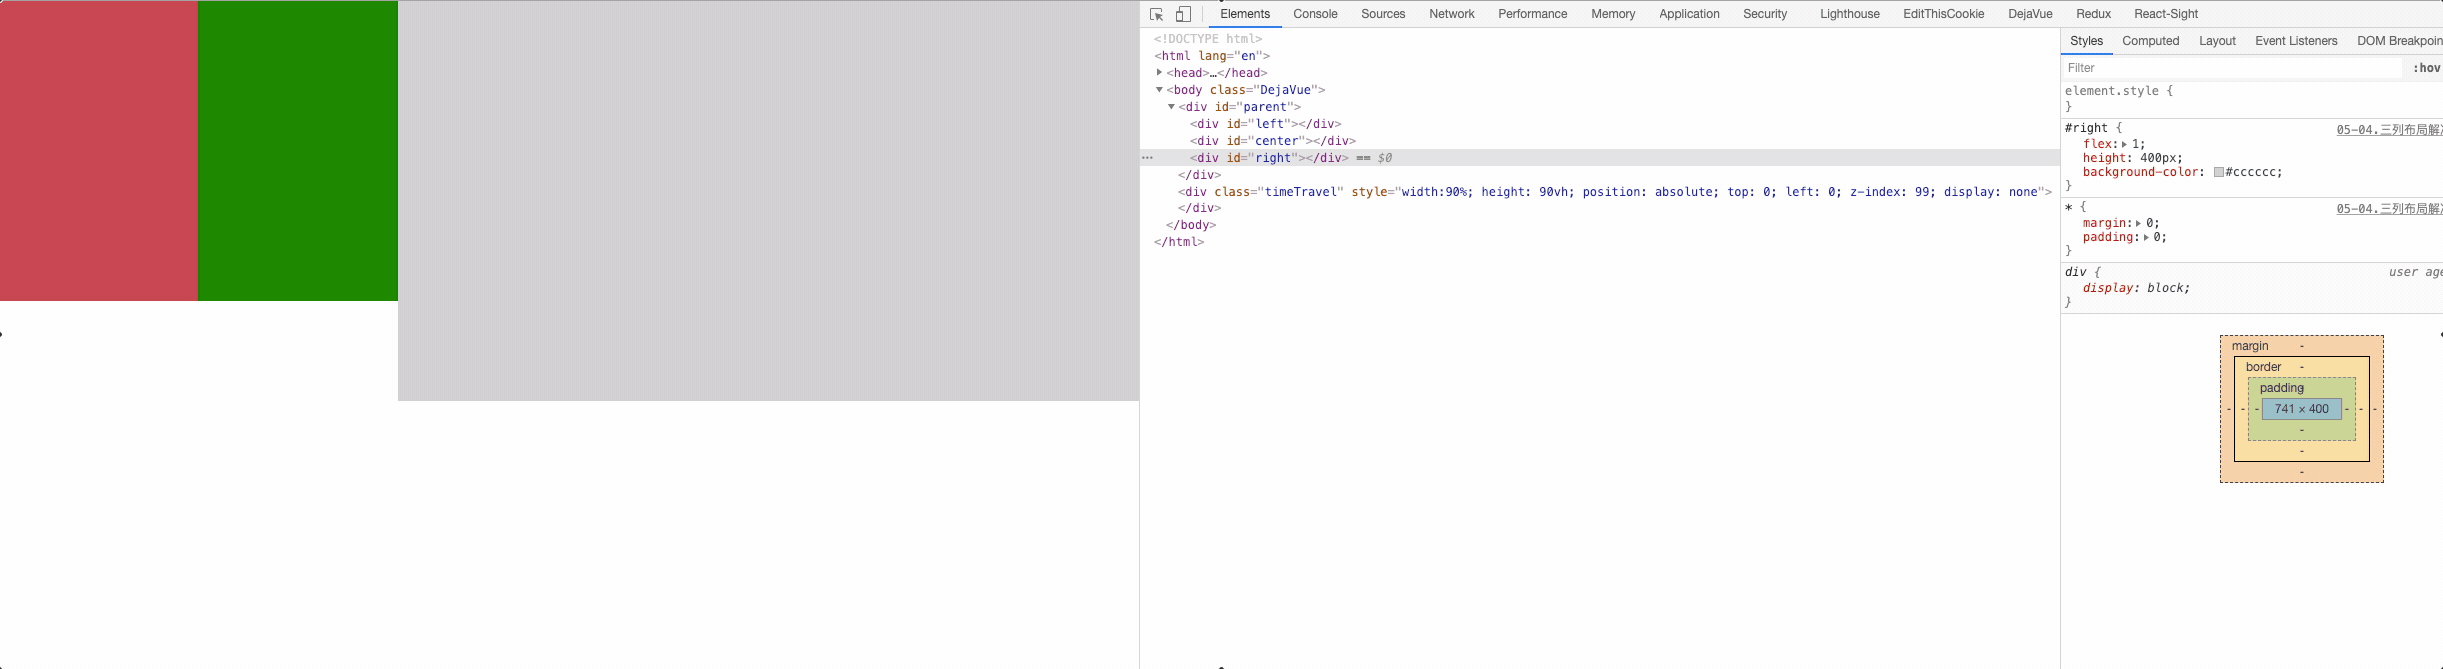 Elements Console Sources Network Performance Memory Application Security Lighthouse EditThisCookie DejaVue Redux React-Sight
<!DOCTYPE html>
<html lang="en">
<head>…</head>
<body class="DejaVue">
<div id="parent">
<div id="left"></div>
<div id="center"></div>
<div id="right"></div> == $0
</div>
<div class="timeTravel" style="width:90%; height: 90vh; position: absolute; top: 0; left: 0; z-index: 99; display: none">
</div>
</body>
</html>
Styles Computed Layout Event Listeners DOM Breakpoin
Filter :hov
element.style {
}
#right { 05-04.三列布局解
flex: 1;
height: 400px;
background-color: #cccccc;
}
* { 05-04.三列布局解
margin: 0;
padding: 0;
}
div { user age
display: block;
}
margin -
border -
padding -
- - - 741 × 400 - - -
-
-
-